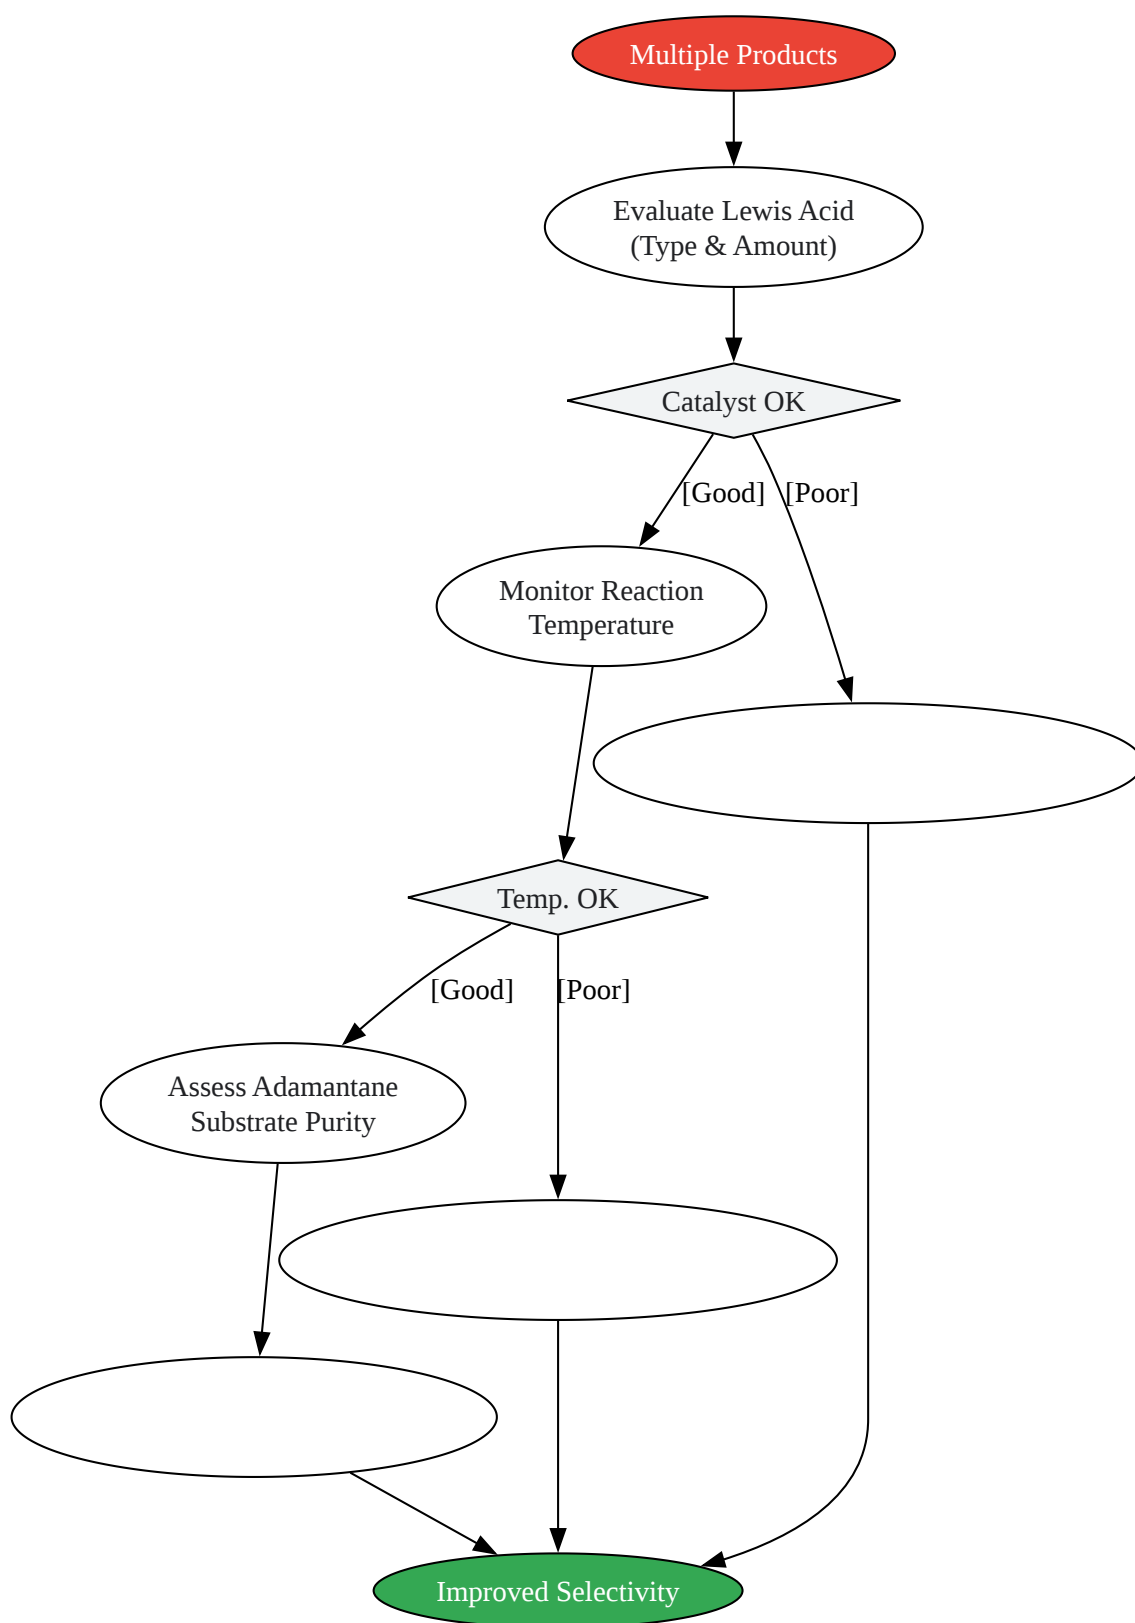 Multiple Products
Evaluate Lewis Acid
(Type & Amount)
Catalyst OK
[Good]
[Poor]
Monitor Reaction
Temperature
Temp. OK
[Good]
[Poor]
Assess Adamantane
Substrate Purity
Improved Selectivity